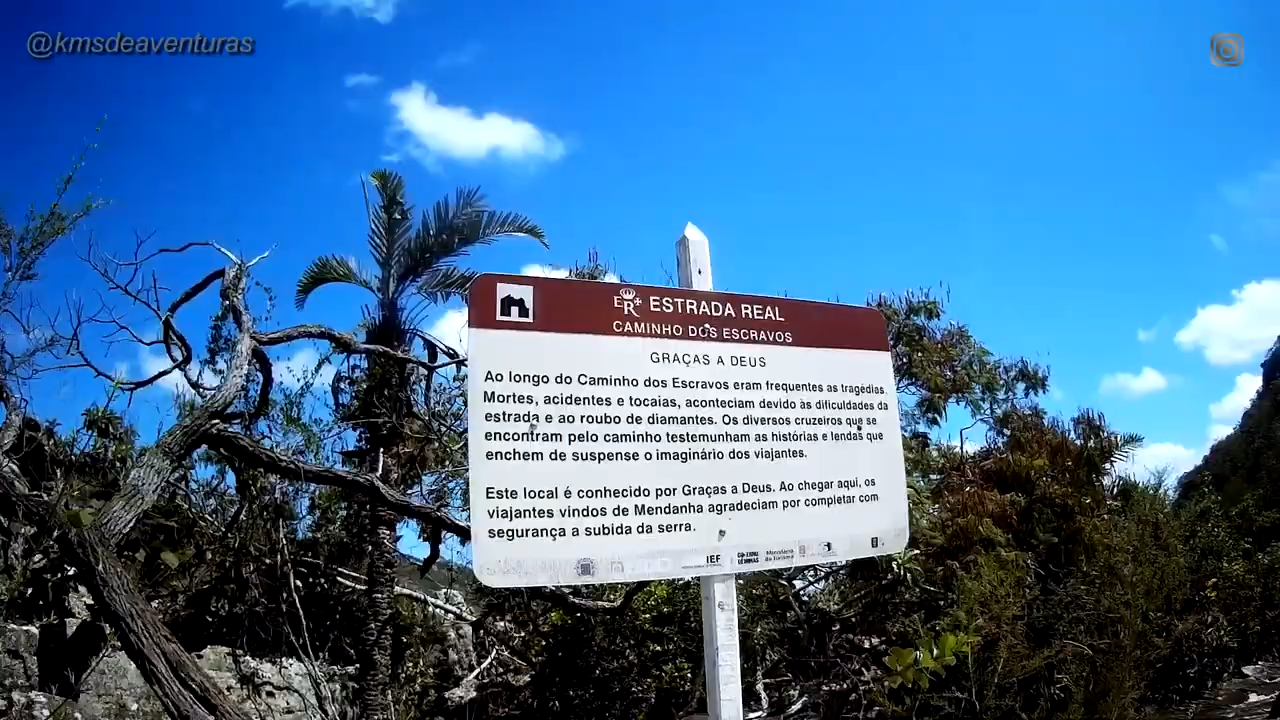 @kmsdeaventuras
ER ESTRADA REAL
CAMINHO DOS ESCRAVOS
GRAÇAS A DEUS
Ao longo do Caminho dos Escravos eram frequentes as tragédias.
Mortes, acidentes e tocaias, aconteciam devido às dificuldades da
estrada e ao roubo de diamantes. Os diversos cruzeiros que se
encontram pelo caminho testemunham as histórias e lendas que
enchem de suspense o imaginário dos viajantes.
Este local é conhecido por Graças a Deus. Ao chegar aqui, os
viajantes vindos de Mendanha agradeciam por completar com
segurança a subida da serra.
IEF